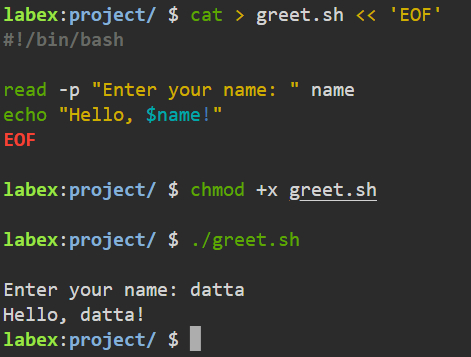 labex:project/ $ cat > greet.sh << 'EOF'
#!/bin/bash
read -p "Enter your name: " name
echo "Hello, $name!"
EOF
labex:project/ $ chmod +x greet.sh
labex:project/ $ ./greet.sh
Enter your name: datta
Hello, datta!
labex:project/ $